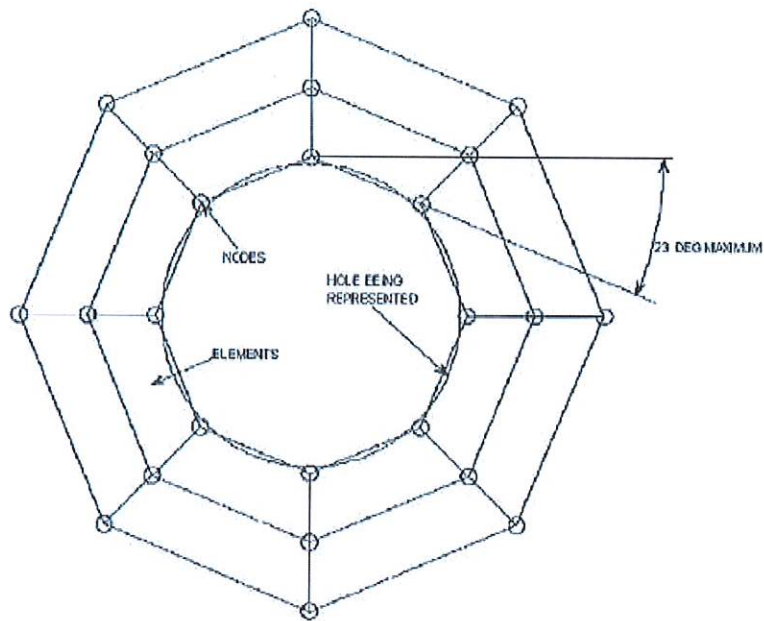 23 DEG MAXIMUM
NODES
HOLE BEING
REPRESENTED
ELEMENTS